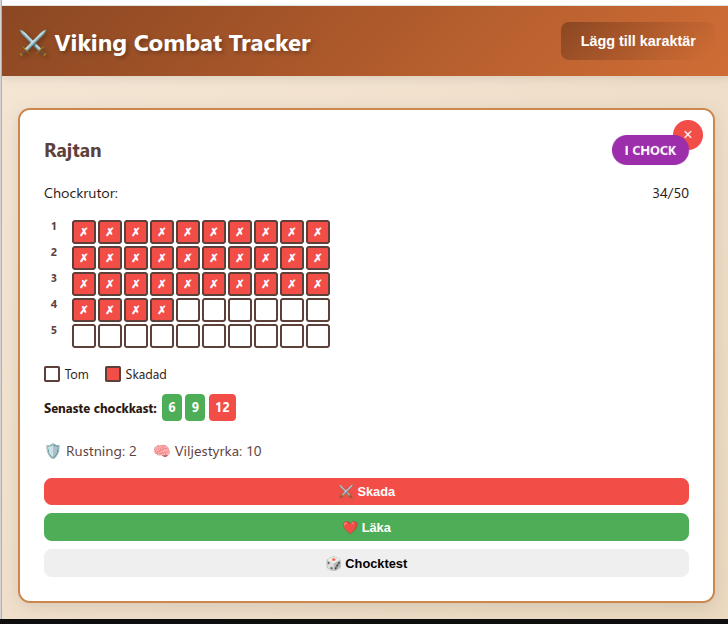 ⚔️ Viking Combat Tracker
Lägg till karaktär
×
Rajtan
I CHOCK
Chockrutor:
34/50
1 ✗ ✗ ✗ ✗ ✗ ✗ ✗ ✗ ✗ ✗
2 ✗ ✗ ✗ ✗ ✗ ✗ ✗ ✗ ✗ ✗
3 ✗ ✗ ✗ ✗ ✗ ✗ ✗ ✗ ✗ ✗
4 ✗ ✗ ✗ ✗
5
Tom Skadad
Senaste chockkast: 6 9 12
🛡️ Rustning: 2 🧠 Viljestyrka: 10
⚔️ Skada
❤️ Läka
🎲 Chocktest